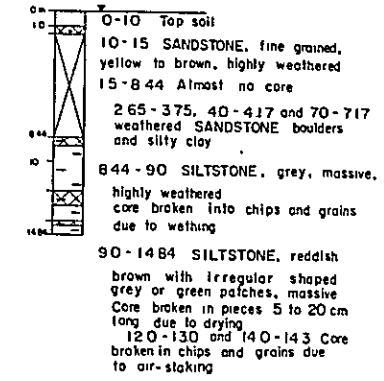 0 m
1 0
8 44
10
14 84
0-1 0 Top soil
1 0-1 5 SANDSTONE, fine grained,
yellow to brown, highly weathered
1 5-8 44 Almost no core
2 65-3 75, 4 0-4 17 and 7 0-7 17
weathered SANDSTONE boulders
and silty clay
8 44-9 0 SILTSTONE, grey, massive,
highly weathered
core broken into chips and grains
due to wething
9 0-14 84 SILTSTONE, reddish
brown with irregular shaped
grey or green patches, massive
Core broken in pieces 5 to 20 cm
long due to drying
12 0-13 0 and 14 0-14 3 Core
broken in chips and grains due
to air-slaking